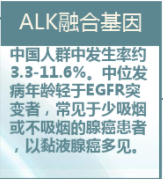 ALK融合基因
中国人群中发生率约
3.3-11.6%。中位发
病年龄轻于EGFR突
变者，常见于少吸烟
或不吸烟的腺癌患者
，以黏液腺癌多见。